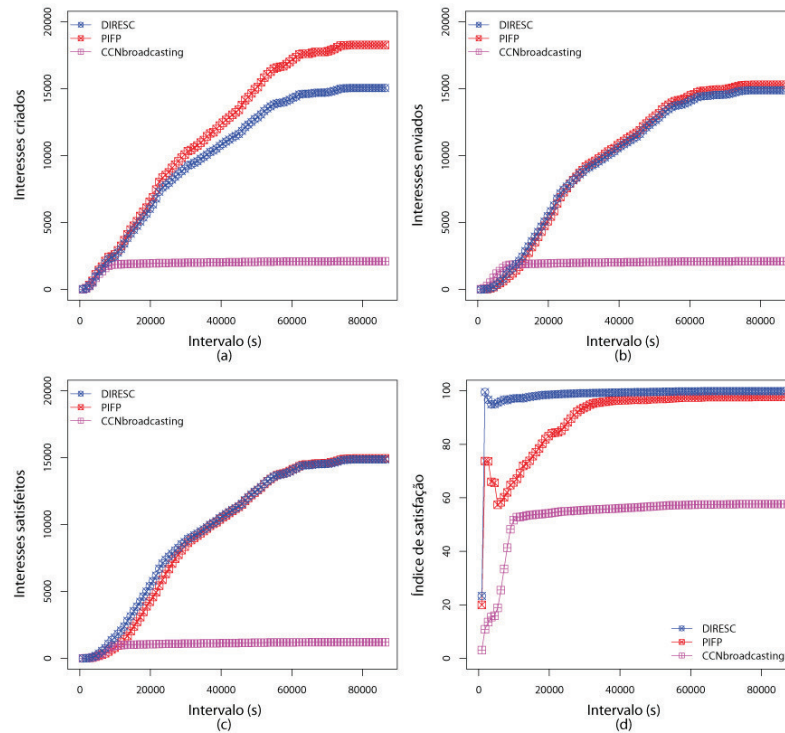 DIRESC
PIFP
CCNbroadcasting
Interesses criados
0
5000
10000
15000
20000
0 20000 40000 60000 80000
Intervalo (s)
(a)
DIRESC
PIFP
CCNbroadcasting
Interesses enviados
0
5000
10000
15000
20000
0 20000 40000 60000 80000
Intervalo (s)
(b)
DIRESC
PIFP
CCNbroadcasting
Interesses satisfeitos
0
5000
10000
15000
20000
0 20000 40000 60000 80000
Intervalo (s)
(c)
Índice de satisfação
0
20
40
60
80
100
DIRESC
PIFP
CCNbroadcasting
0 20000 40000 60000 80000
Intervalo (s)
(d)